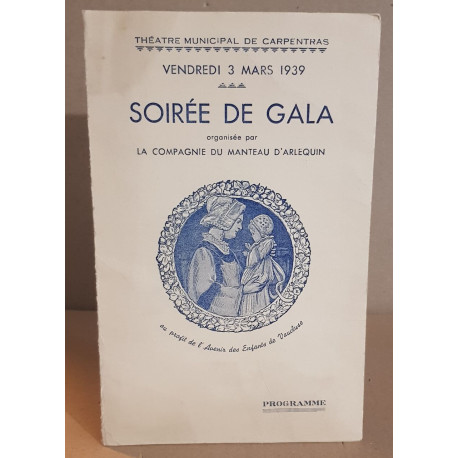 THÉATRE MUNICIPAL DE CARPENTRAS
VENDREDI 3 MARS 1939
SOIRÉE DE GALA
organisée par
LA COMPAGNIE DU MANTEAU D'ARLEQUIN
au profit de l'Avenir des Enfants de Vaucluse
PROGRAMME